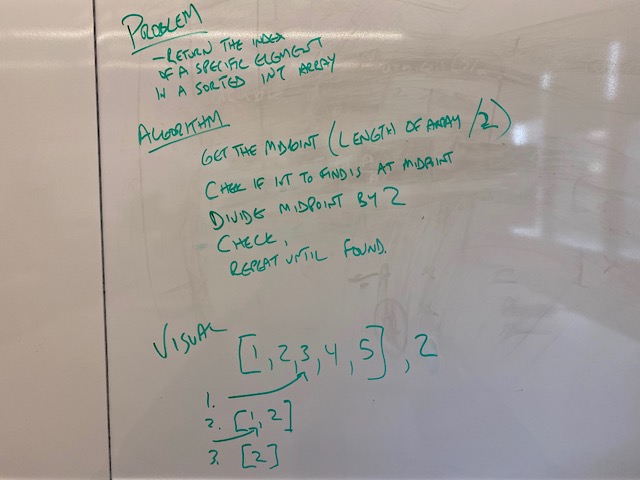 PROBLEM
- RETURN THE INDEX
OF A SPECIFIC ELEMENT
IN A SORTED INT ARRAY
ALGORITHM
GET THE MIDPOINT (LENGTH OF ARRAY /2)
CHECK IF INT TO FIND IS AT MIDPOINT
DIVIDE MIDPOINT BY 2
CHECK,
REPEAT UNTIL FOUND.
VISUAL
[1, 2, 3, 4, 5], 2
1.
2. [1, 2]
3. [2]